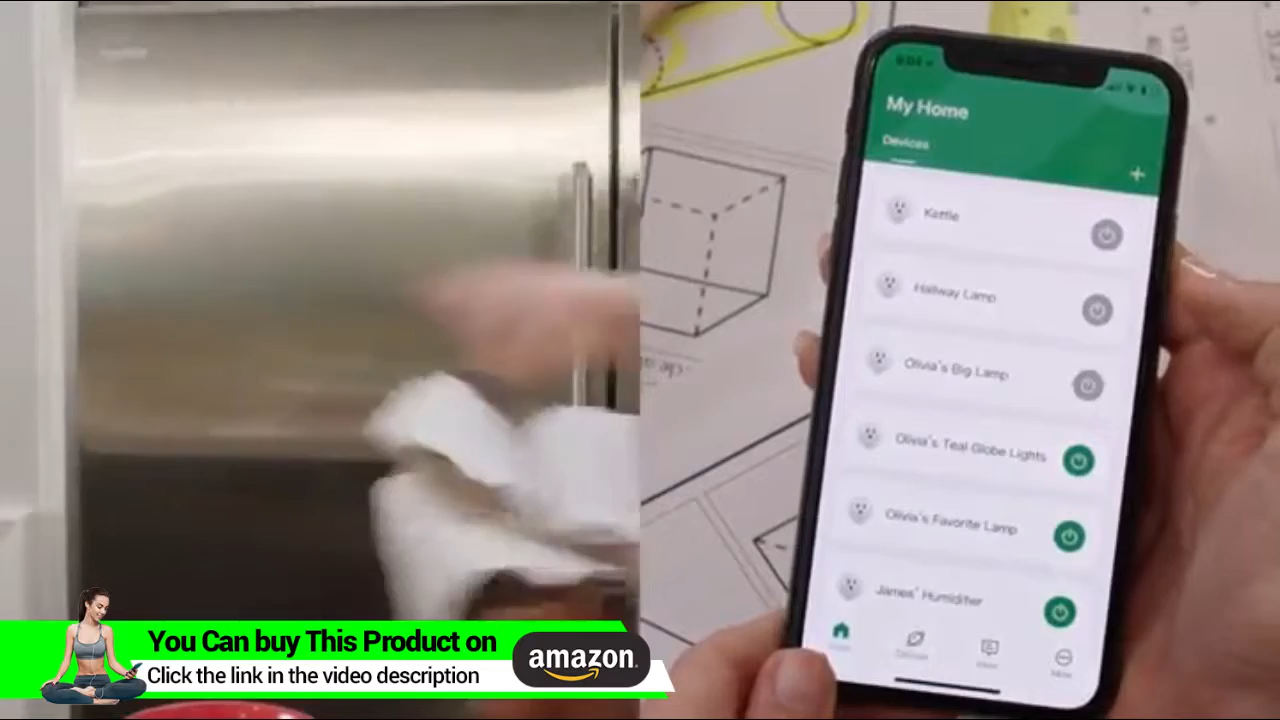 My Home
Devices
Kettle
Hallway Lamp
Olivia's Big Lamp
Olivia's Teal Globe Lights
Olivia's Favorite Lamp
James' Humidifier
You Can buy This Product on
amazon
Click the link in the video description